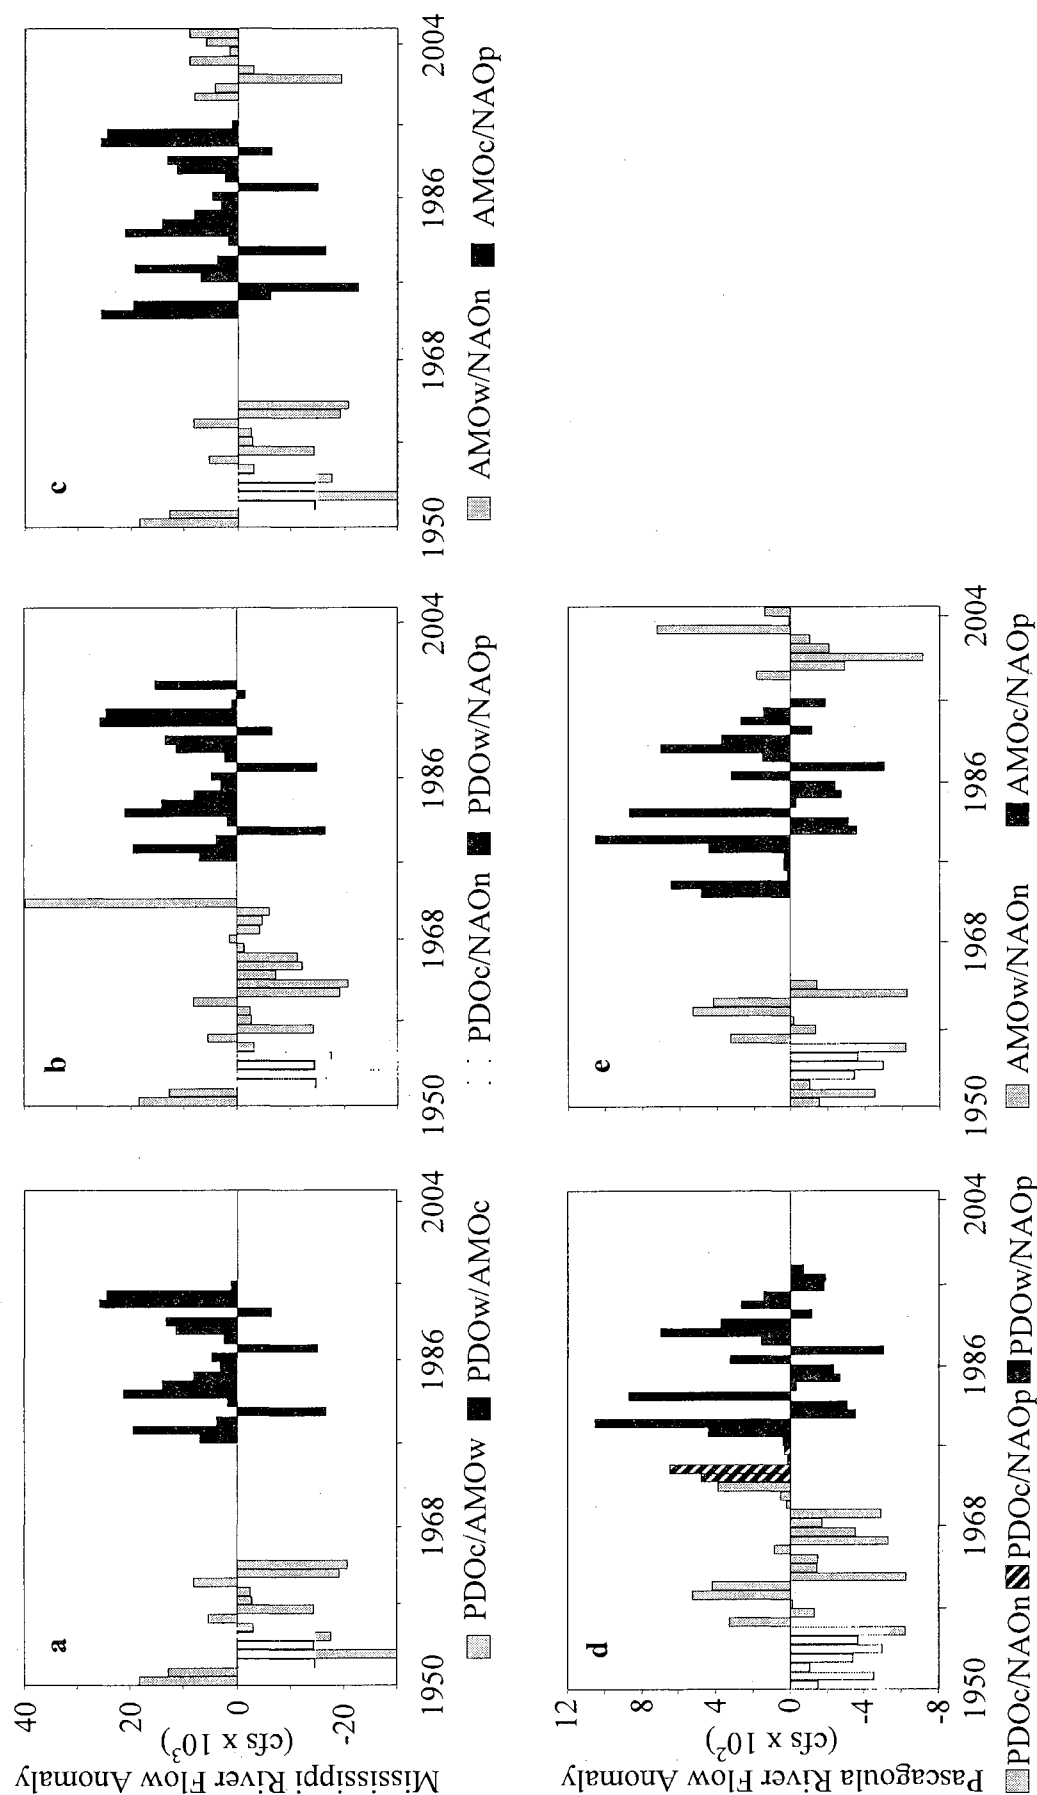 Mississippi River Flow Anomaly
(cfs x 10³)
20
0
-20
a
1950
1968
1986
2004
PDOc/AMOw
PDOw/AMOc
b
1950
1968
1986
2004
PDOc/NAOn
PDOw/NAOp
c
1950
1968
1986
2004
AMOw/NAOn
AMOc/NAOp
Pascagoula River Flow Anomaly
(cfs x 10²)
12
8
4
0
-4
-8
d
1950
1968
1986
2004
PDOc/NAOn
PDOc/NAOp
PDOw/NAOp
e
1950
1968
1986
2004
AMOw/NAOn
AMOc/NAOp